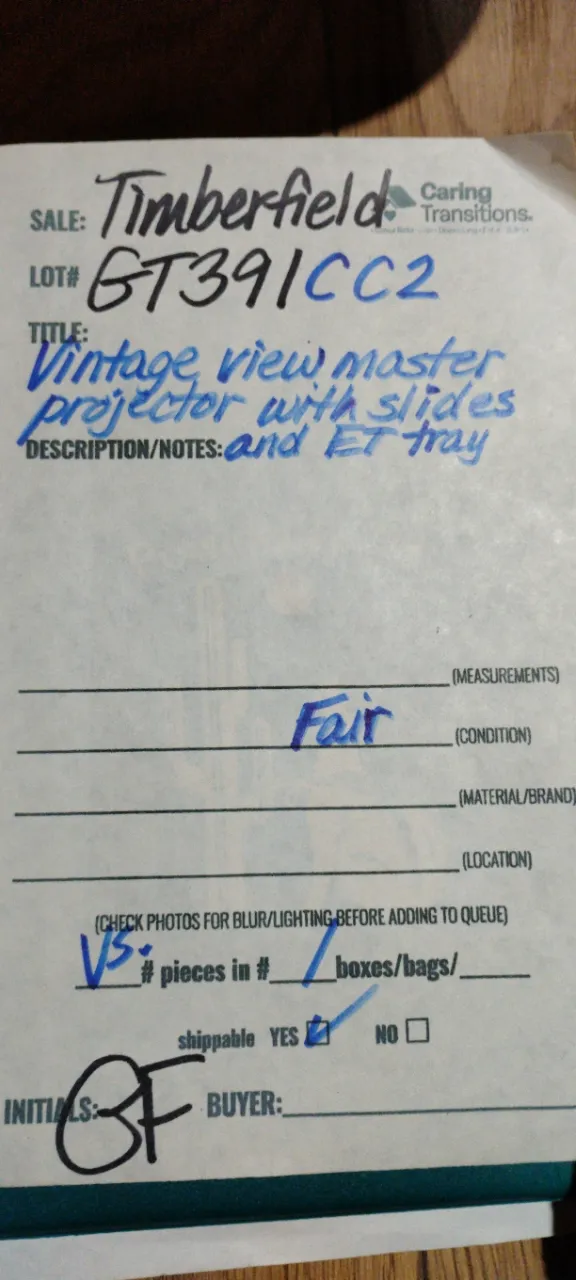 SALE: Timberfield Caring Transitions.
LOT# GT391CC2
TITLE:
Vintage view master
projector with slides
DESCRIPTION/NOTES: and ET tray
(MEASUREMENTS)
Fair (CONDITION)
(MATERIAL/BRAND)
(LOCATION)
(CHECK PHOTOS FOR BLUR/LIGHTING BEFORE ADDING TO QUEUE)
VS. # pieces in # 1 boxes/bags/
shippable YES NO
INITIALS: GF BUYER: